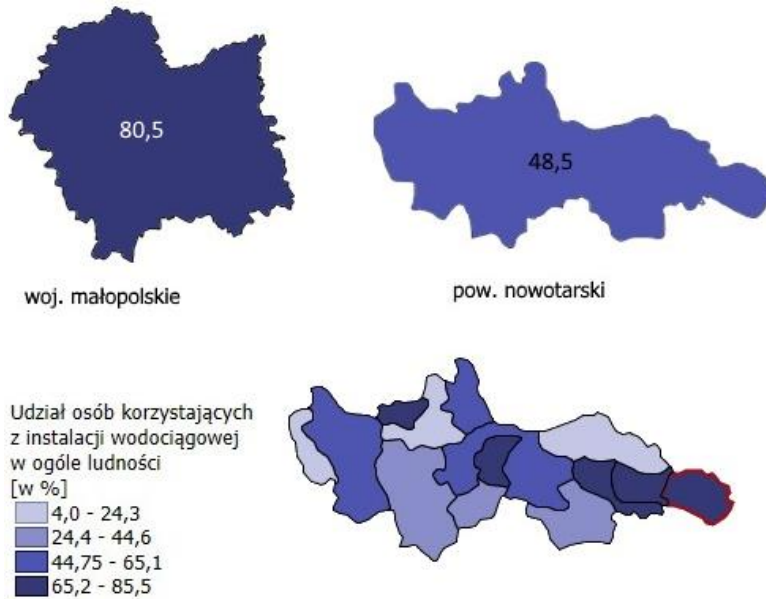 80,5
48,5
woj. małopolskie
pow. nowotarski
Udział osób korzystających
z instalacji wodociągowej
w ogóle ludności
[w %]
4,0 - 24,3
24,4 - 44,6
44,75 - 65,1
65,2 - 85,5